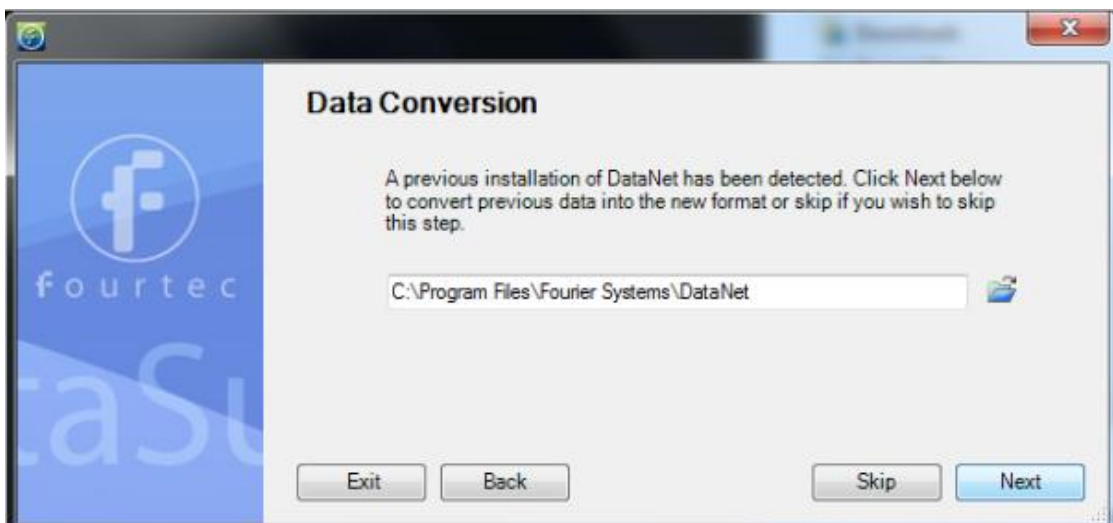 Data Conversion
A previous installation of DataNet has been detected. Click Next below
to convert previous data into the new format or skip if you wish to skip
this step.
fourtec
C:\Program Files\Fourier Systems\DataNet
taSu
Exit
Back
Skip
Next